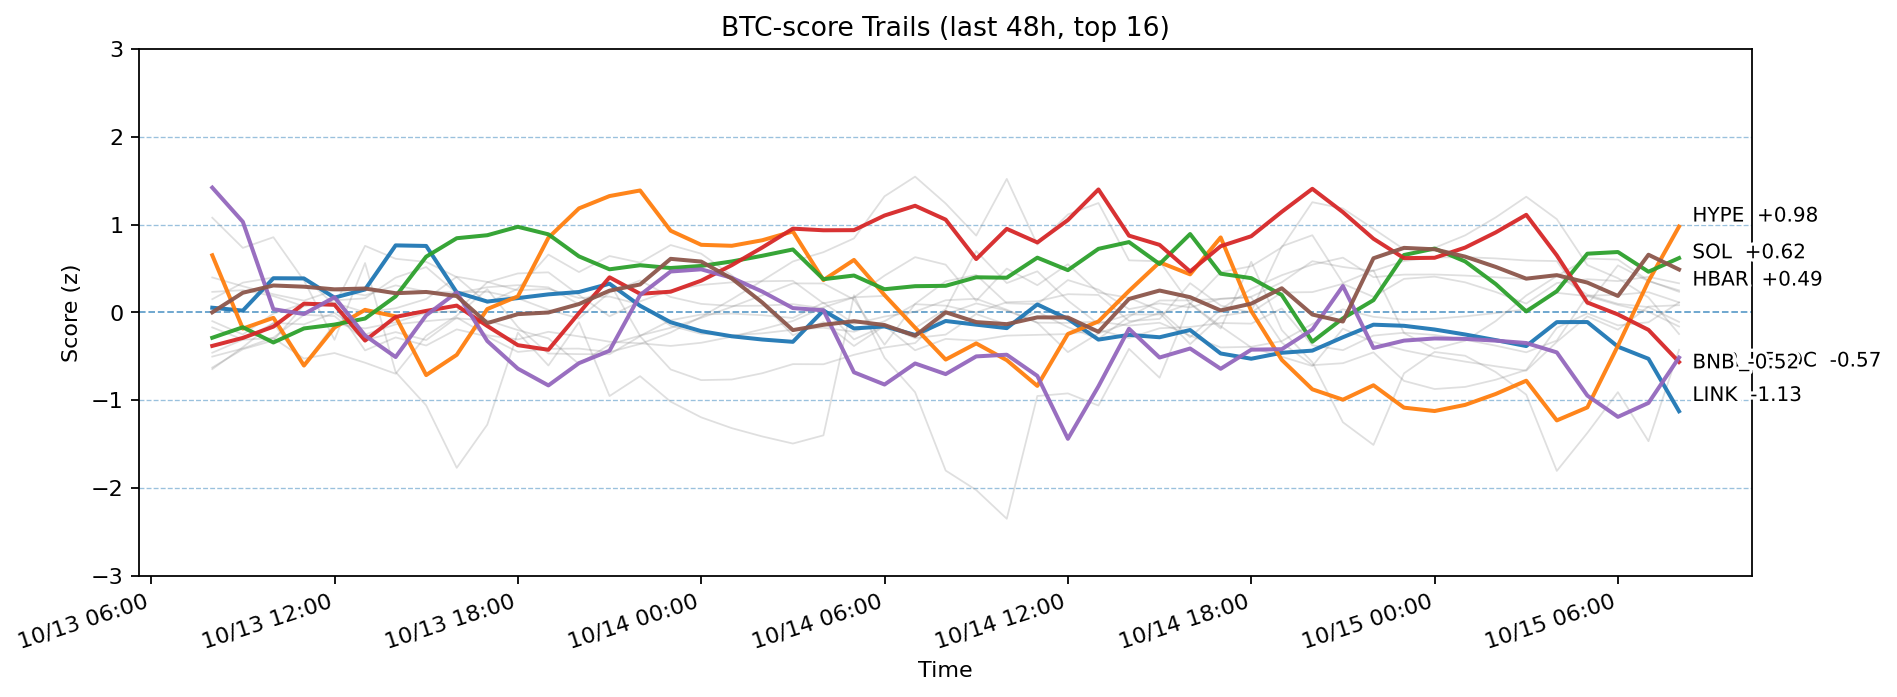 BTC-score Trails (last 48h, top 16)
Score (z)
3
2
1
0
−1
−2
−3
HYPE +0.98
SOL +0.62
HBAR +0.49
BNB -0.52
C -0.57
LINK -1.13
10/13 06:00
10/13 12:00
10/13 18:00
10/14 00:00
10/14 06:00
10/14 12:00
10/14 18:00
10/15 00:00
10/15 06:00
Time